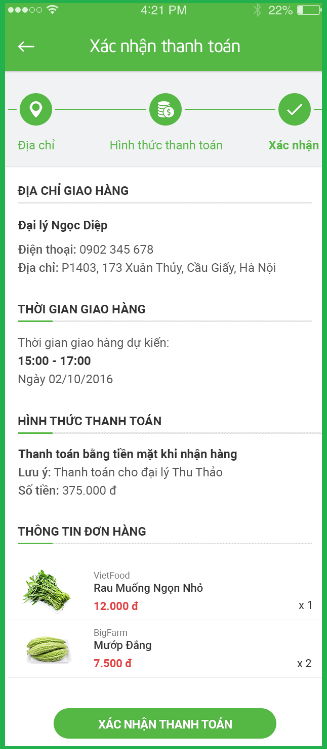 4:21 PM 22%
Xác nhận thanh toán
Địa chỉ Hình thức thanh toán Xác nhận
ĐỊA CHỈ GIAO HÀNG
Đại lý Ngọc Diệp
Điện thoại: 0902 345 678
Địa chỉ: P1403, 173 Xuân Thủy, Cầu Giấy, Hà Nội
THỜI GIAN GIAO HÀNG
Thời gian giao hàng dự kiến:
15:00 - 17:00
Ngày 02/10/2016
HÌNH THỨC THANH TOÁN
Thanh toán bằng tiền mặt khi nhận hàng
Lưu ý: Thanh toán cho đại lý Thu Thảo
Số tiền: 375.000 đ
THÔNG TIN ĐƠN HÀNG
VietFood
Rau Muống Ngọn Nhỏ
12.000 đ x 1
BigFarm
Mướp Đắng
7.500 đ x 2
XÁC NHẬN THANH TOÁN